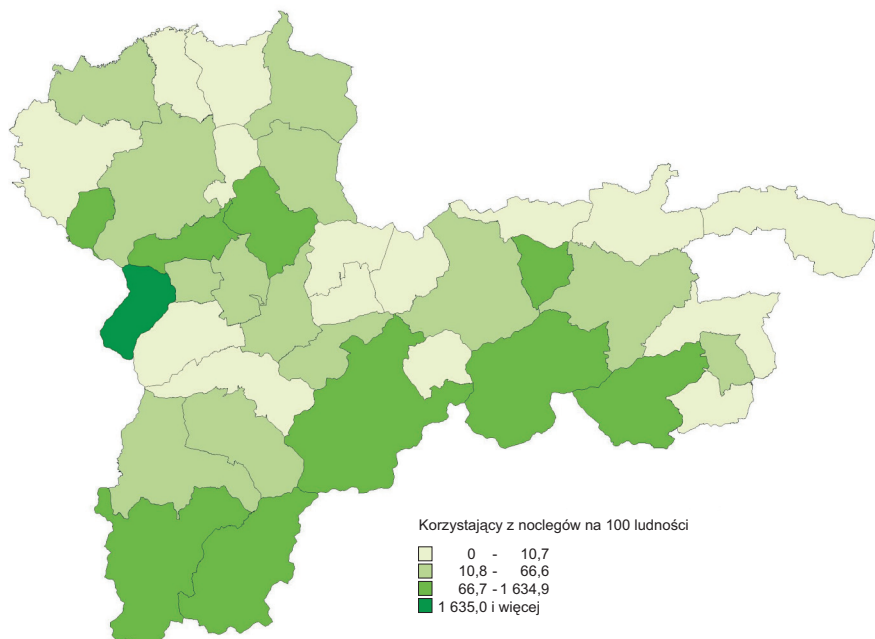 Korzystający z noclegów na 100 ludności
0 - 10,7
10,8 - 66,6
66,7 - 1 634,9
1 635,0 i więcej